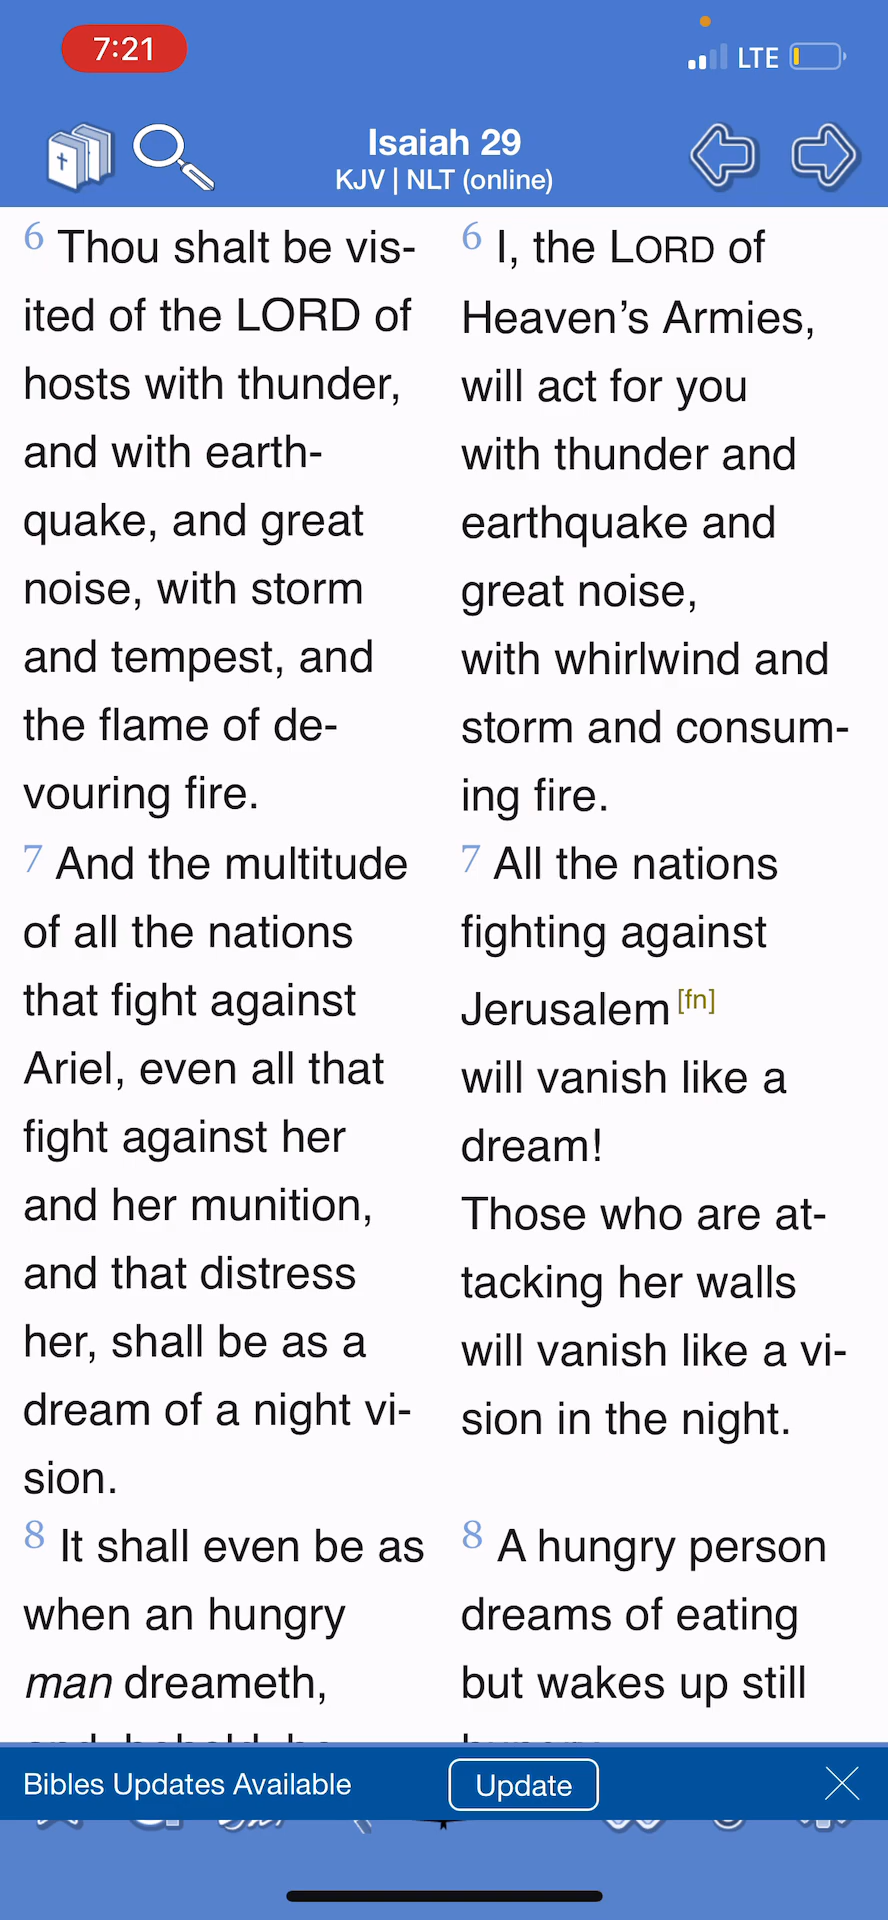 7:21
LTE
Isaiah 29
KJV | NLT (online)
6 Thou shalt be vis-
ited of the LORD of
hosts with thunder,
and with earth-
quake, and great
noise, with storm
and tempest, and
the flame of de-
vouring fire.
7 And the multitude
of all the nations
that fight against
Ariel, even all that
fight against her
and her munition,
and that distress
her, shall be as a
dream of a night vi-
sion.
8 It shall even be as
when an hungry
man dreameth,
6 I, the LORD of
Heaven’s Armies,
will act for you
with thunder and
earthquake and
great noise,
with whirlwind and
storm and consum-
ing fire.
7 All the nations
fighting against
Jerusalem [fn]
will vanish like a
dream!
Those who are at-
tacking her walls
will vanish like a vi-
sion in the night.
8 A hungry person
dreams of eating
but wakes up still
Bibles Updates Available
Update